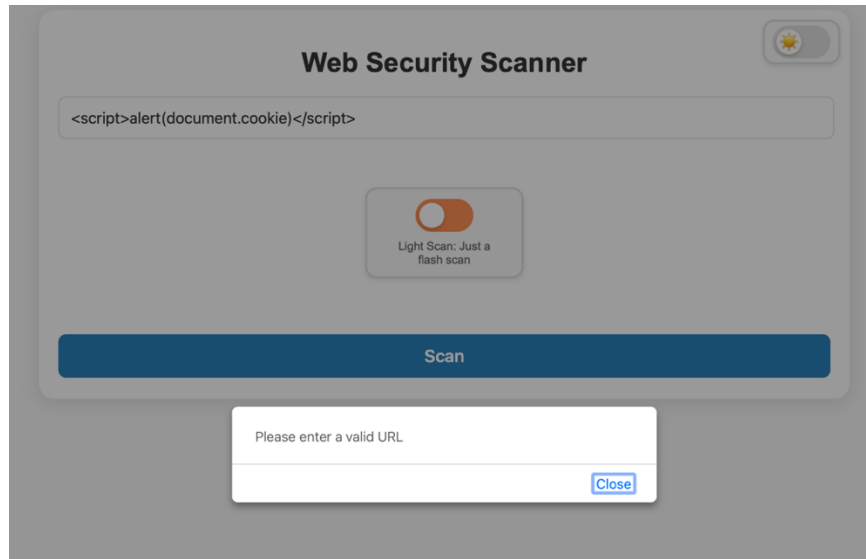 Web Security Scanner
<script>alert(document.cookie)</script>
Light Scan: Just a
flash scan
Scan
Please enter a valid URL
Close